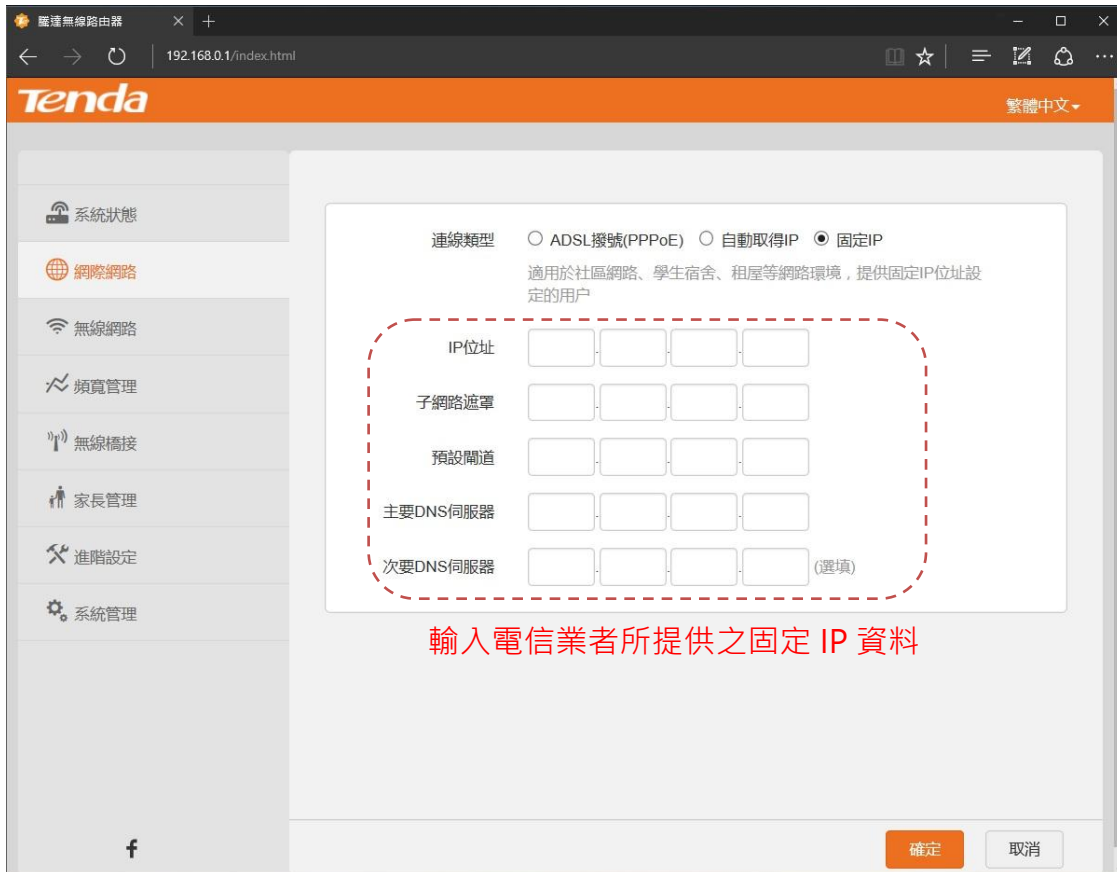 騰達無線路由器
192.168.0.1/index.html
Tenda
繁體中文
系統狀態
網際網路
無線網路
頻寬管理
無線橋接
家長管理
進階設定
系統管理
連線類型 ADSL撥號(PPPoE) 自動取得IP 固定IP
適用於社區網路、學生宿舍、租屋等網路環境，提供固定IP位址設
定的用戶
IP位址 . . .
子網路遮罩 . . .
預設閘道 . . .
主要DNS伺服器 . . .
次要DNS伺服器 . . . (選填)
輸入電信業者所提供之固定 IP 資料
f
確定 取消